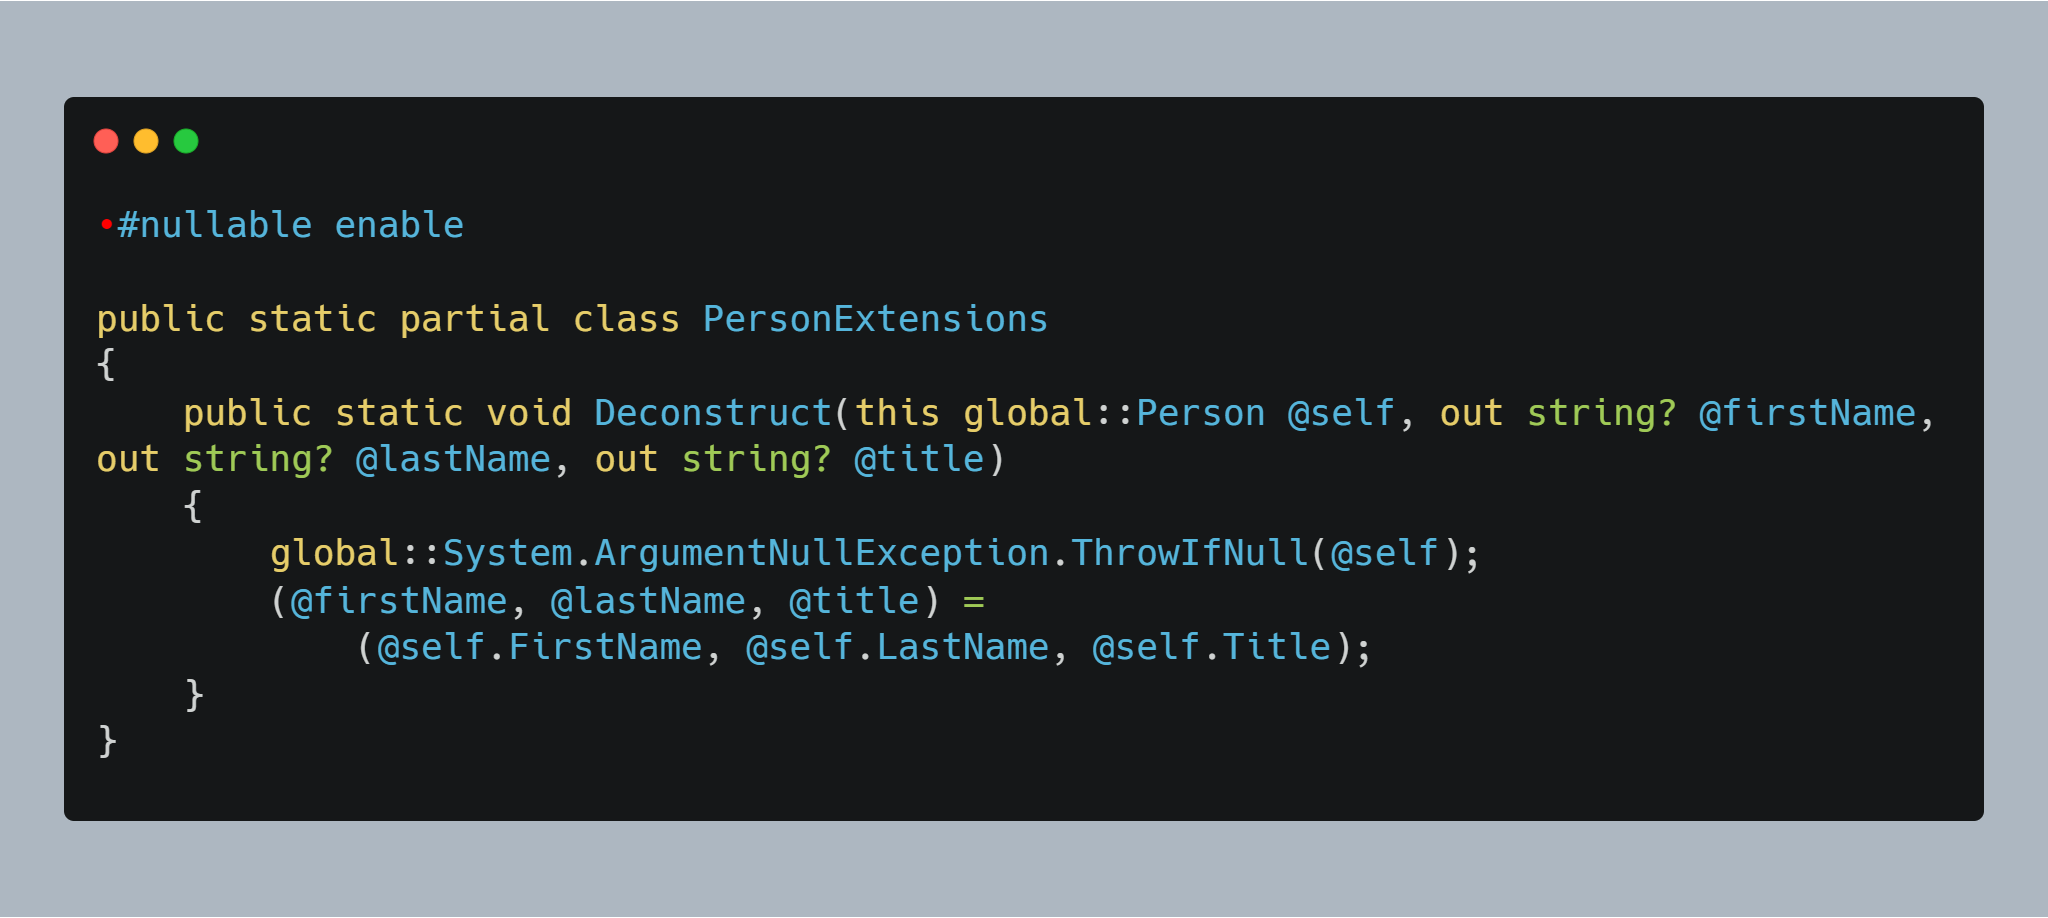 •#nullable enable

public static partial class PersonExtensions
{
    public static void Deconstruct(this global::Person @self, out string? @firstName,
out string? @lastName, out string? @title)
    {
        global::System.ArgumentNullException.ThrowIfNull(@self);
        (@firstName, @lastName, @title) =
            (@self.FirstName, @self.LastName, @self.Title);
    }
}